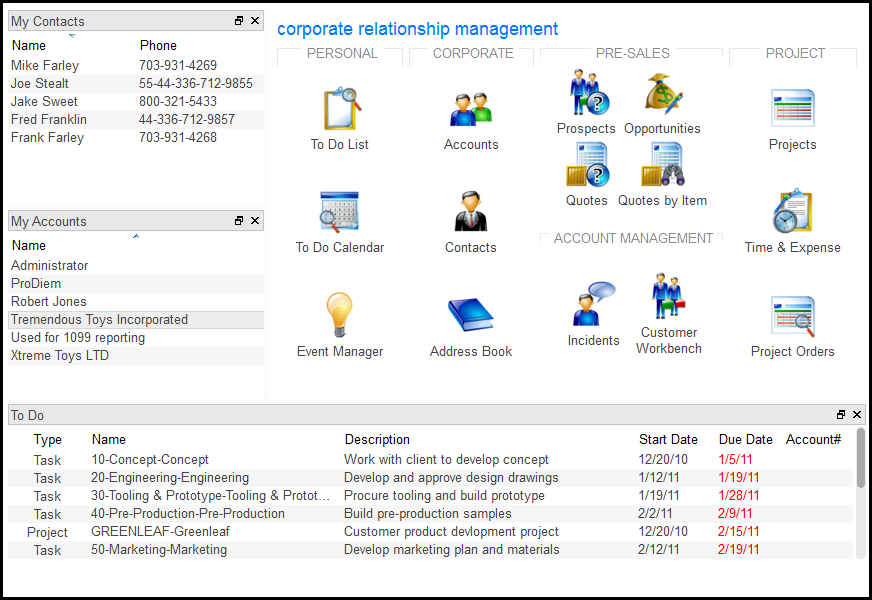 My Contacts
Name Phone
Mike Farley 703-931-4269
Joe Stealt 55-44-336-712-9855
Jake Sweet 800-321-5433
Fred Franklin 44-336-712-9857
Frank Farley 703-931-4268
My Accounts
Name
Administrator
ProDiem
Robert Jones
Tremendous Toys Incorporated
Used for 1099 reporting
Xtreme Toys LTD
corporate relationship management
PERSONAL CORPORATE PRE-SALES PROJECT
To Do List Accounts Prospects Opportunities Projects
Quotes Quotes by Item
To Do Calendar Contacts ACCOUNT MANAGEMENT Time & Expense
Event Manager Address Book Incidents Customer Workbench Project Orders
To Do
Type Name Description Start Date Due Date Account#
Task 10-Concept-Concept Work with client to develop concept 12/20/10 1/5/11
Task 20-Engineering-Engineering Develop and approve design drawings 1/12/11 1/19/11
Task 30-Tooling & Prototype-Tooling & Protot... Procure tooling and build prototype 1/19/11 1/28/11
Task 40-Pre-Production-Pre-Production Build pre-production samples 2/2/11 2/9/11
Project GREENLEAF-Greenleaf Customer product devlopment project 12/20/10 2/15/11
Task 50-Marketing-Marketing Develop marketing plan and materials 2/12/11 2/19/11